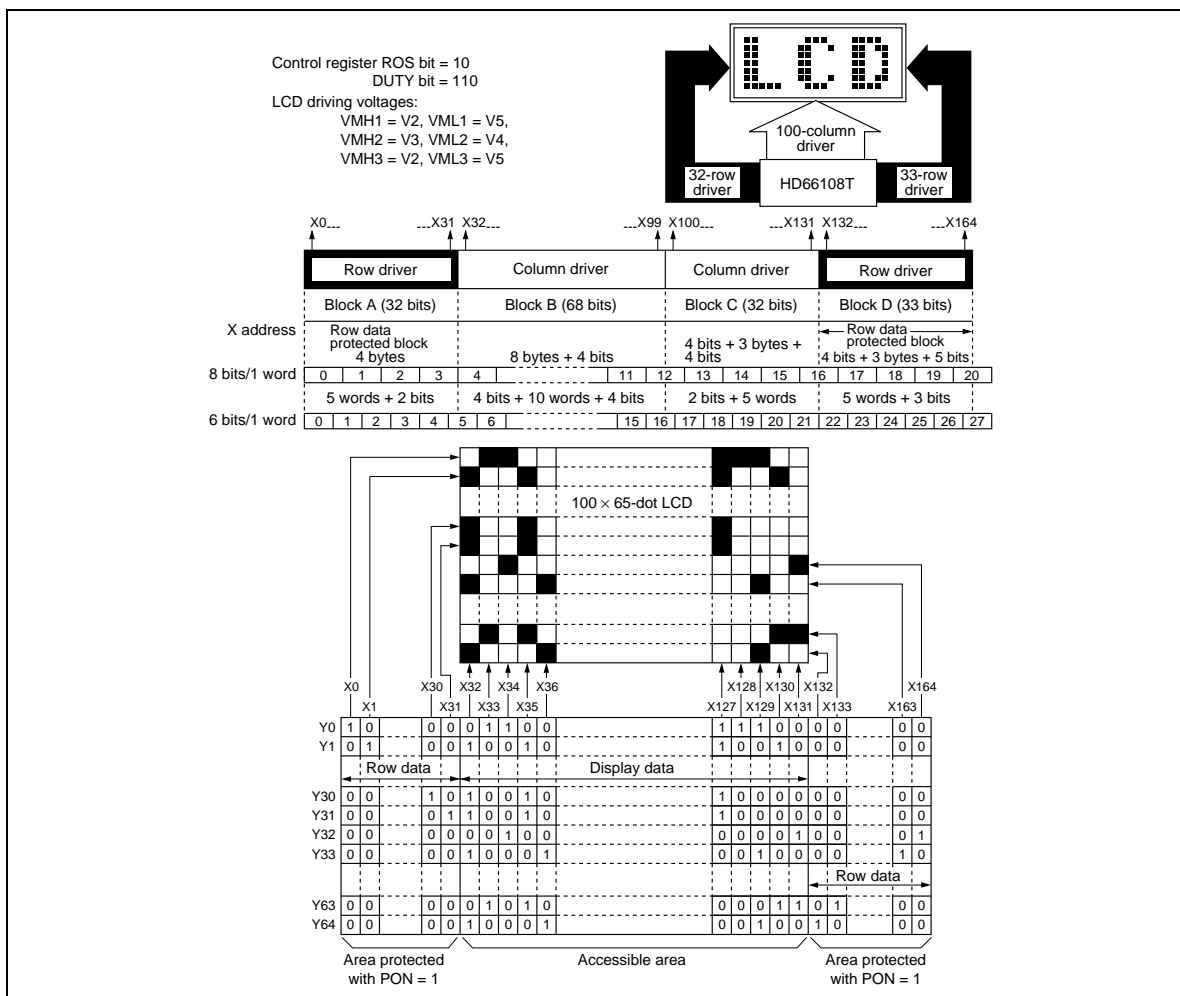 Control register ROS bit = 10
DUTY bit = 110
LCD driving voltages:
VMH1 = V2, VML1 = V5,
VMH2 = V3, VML2 = V4,
VMH3 = V2, VML3 = V5
LCD
100-column
driver
32-row
driver
HD66108T
33-row
driver
X0--- ---X31 X32--- ---X99 X100--- ---X131 X132--- ---X164
Row driver Column driver Column driver Row driver
Block A (32 bits) Block B (68 bits) Block C (32 bits) Block D (33 bits)
X address
Row data
protected block
4 bytes
8 bytes + 4 bits
4 bits + 3 bytes +
4 bits
Row data
protected block
4 bits + 3 bytes + 5 bits
8 bits/1 word 0 1 2 3 4 11 12 13 14 15 16 17 18 19 20
5 words + 2 bits 4 bits + 10 words + 4 bits 2 bits + 5 words 5 words + 3 bits
6 bits/1 word 0 1 2 3 4 5 6 15 16 17 18 19 20 21 22 23 24 25 26 27
100 × 65-dot LCD
X0 X30 X32 X34 X36 X128 X130 X132 X164
X1 X31 X33 X35 X127 X129 X131 X133 X163
Y0 1 0 0 0 0 1 1 0 0 1 1 1 0 0 0 0 0 0
Y1 0 1 0 0 1 0 0 1 0 1 0 0 1 0 0 0 0 0
Row data Display data
Y30 0 0 1 0 1 0 0 1 0 1 0 0 0 0 0 0 0 0
Y31 0 0 0 1 1 0 0 1 0 1 0 0 0 0 0 0 0 0
Y32 0 0 0 0 0 0 1 0 0 0 0 0 0 1 0 0 0 1
Y33 0 0 0 0 1 0 0 0 1 0 0 1 0 0 0 0 1 0
Row data
Y63 0 0 0 0 0 1 0 1 0 0 0 0 1 1 0 1 0 0
Y64 0 0 0 0 1 0 0 0 1 0 0 1 0 0 1 0 0 0
Area protected
with PON = 1
Accessible area
Area protected
with PON = 1